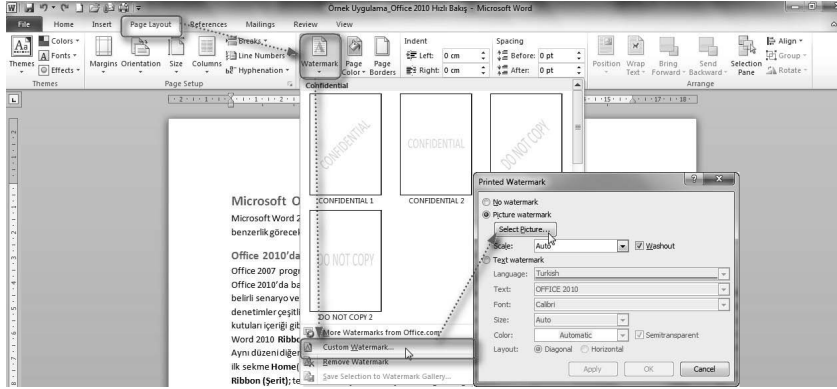 Örnek Uygulama_Office 2010 Hızlı Bakış - Microsoft Word
File Home Insert Page Layout References Mailings Review View
Themes
Colors
Fonts
Effects
Themes
Margins Orientation Size Columns
Breaks
Line Numbers
Hyphenation
Page Setup
Watermark
Page Color
Page Borders
Indent
Left: 0 cm
Right: 0 cm
Spacing
Before: 0 pt
After: 0 pt
Position
Wrap Text
Bring Forward
Send Backward
Selection Pane
Align
Group
Rotate
Arrange
Confidential
CONFIDENTIAL
CONFIDENTIAL
DO NOT COPY
CONFIDENTIAL 1
CONFIDENTIAL 2
DO NOT COPY
DO NOT COPY 2
More Watermarks from Office.com
Custom Watermark...
Remove Watermark
Save Selection to Watermark Gallery...
Microsoft O
Microsoft Word 2
benzerlik görecek
Office 2010'da
Office 2007 progr
Office 2010'da ba
belirli senaryo ve
denetimler çeşitli
kutuları içeriği gib
Word 2010 Ribbo
Aynı düzeni diğer
ilk sekme Home(
Ribbon (Şerit); te
Printed Watermark
No watermark
Picture watermark
Select Picture...
Scale: Auto Washout
Text watermark
Language: Turkish
Text: OFFICE 2010
Font: Calibri
Size: Auto
Color: Automatic Semitransparent
Layout: Diagonal Horizontal
Apply OK Cancel